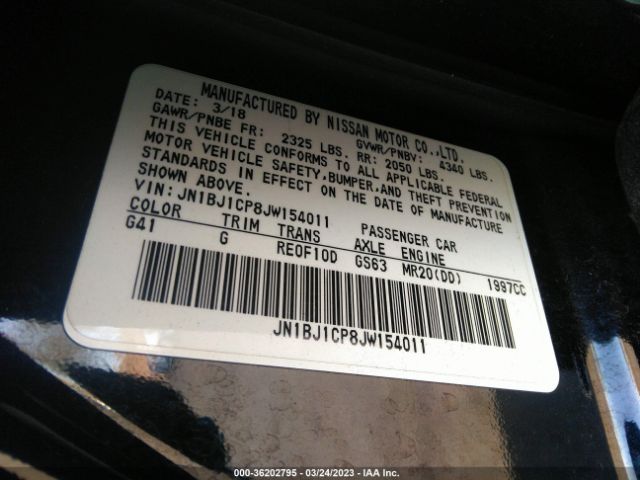 MANUFACTURED BY NISSAN MOTOR CO.,LTD.
DATE: 3/18 GVWR/PNBV: 4340 LBS.
GAWR/PNBE FR: 2325 LBS. RR: 2050 LBS.
THIS VEHICLE CONFORMS TO ALL APPLICABLE FEDERAL
MOTOR VEHICLE SAFETY,BUMPER,AND THEFT PREVENTION
STANDARDS IN EFFECT ON THE DATE OF MANUFACTURE
SHOWN ABOVE.
VIN: JN1BJ1CP8JW154011 PASSENGER CAR
COLOR TRIM TRANS AXLE ENGINE
G41 G RE0F10D GS63 MR20(DD) 1997CC
JN1BJ1CP8JW154011
000-36202795 - 03/24/2023 - IAA Inc.